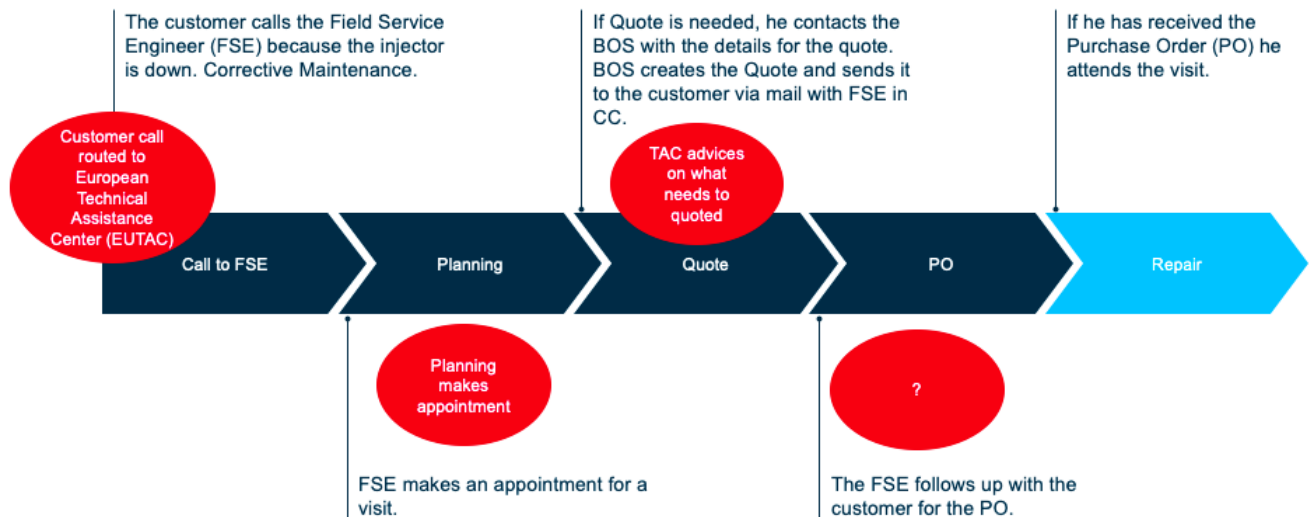 The customer calls the Field Service
Engineer (FSE) because the injector
is down. Corrective Maintenance.
If Quote is needed, he contacts the
BOS with the details for the quote.
BOS creates the Quote and sends it
to the customer via mail with FSE in
CC.
If he has received the
Purchase Order (PO) he
attends the visit.
Customer call
routed to
European
Technical
Assistance
Center (EUTAC)
TAC advices
on what
needs to
quoted
Call to FSE
Planning
Quote
PO
Repair
Planning
makes
appointment
?
FSE makes an appointment for a
visit.
The FSE follows up with the
customer for the PO.